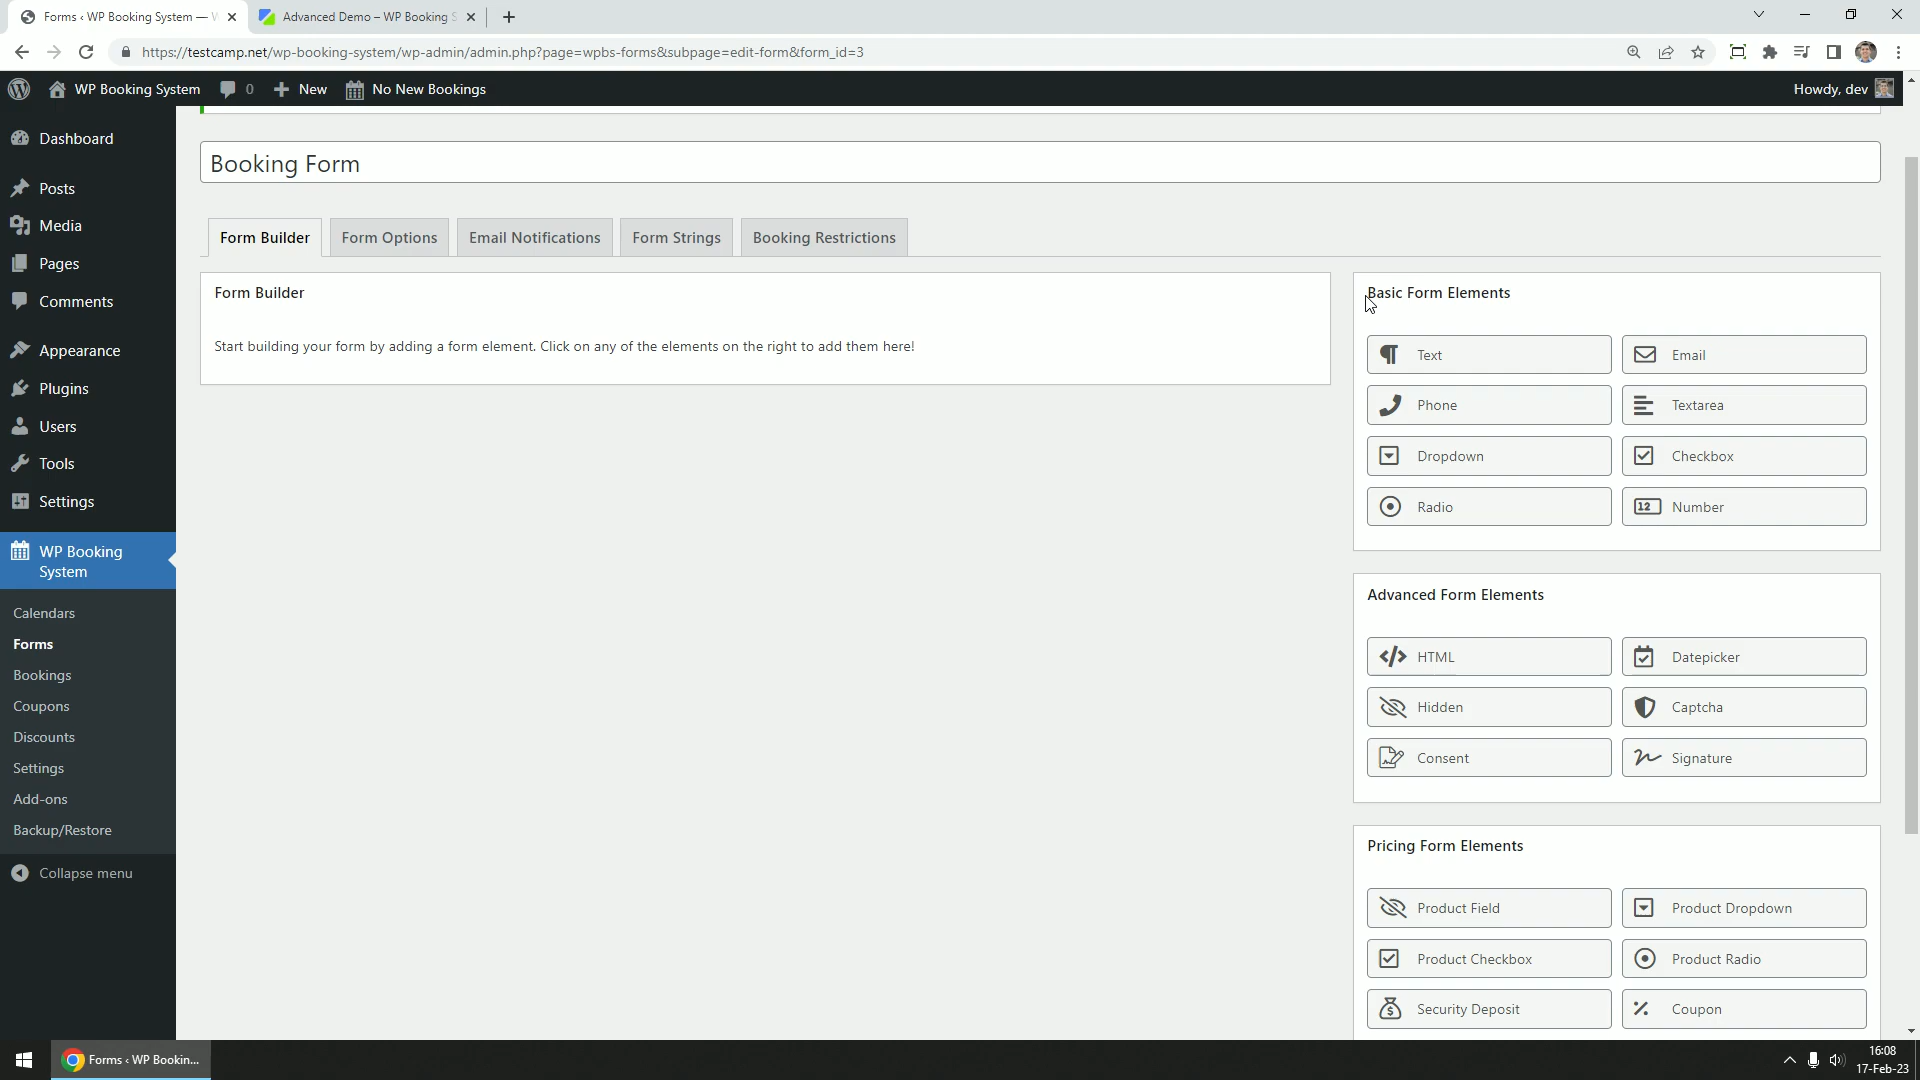 Forms ‹ WP Booking System — W
Advanced Demo – WP Booking S
https://testcamp.net/wp-booking-system/wp-admin/admin.php?page=wpbs-forms&subpage=edit-form&form_id=3
WP Booking System
0
New
No New Bookings
Howdy, dev
Dashboard
Posts
Media
Pages
Comments
Appearance
Plugins
Users
Tools
Settings
WP Booking
System
Calendars
Forms
Bookings
Coupons
Discounts
Settings
Add-ons
Backup/Restore
Collapse menu
Booking Form
Form Builder
Form Options
Email Notifications
Form Strings
Booking Restrictions
Form Builder
Start building your form by adding a form element. Click on any of the elements on the right to add them here!
Basic Form Elements
Text
Email
Phone
Textarea
Dropdown
Checkbox
Radio
12
Number
Advanced Form Elements
HTML
Datepicker
Hidden
Captcha
Consent
Signature
Pricing Form Elements
Product Field
Product Dropdown
Product Checkbox
Product Radio
Security Deposit
Coupon
Forms ‹ WP Bookin...
16:08
17-Feb-23